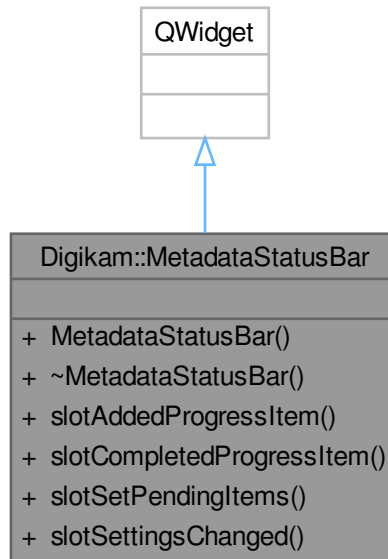 QWidget
Digikam::MetadataStatusBar
+ MetadataStatusBar()
+ ~MetadataStatusBar()
+ slotAddedProgressItem()
+ slotCompletedProgressItem()
+ slotSetPendingItems()
+ slotSettingsChanged()